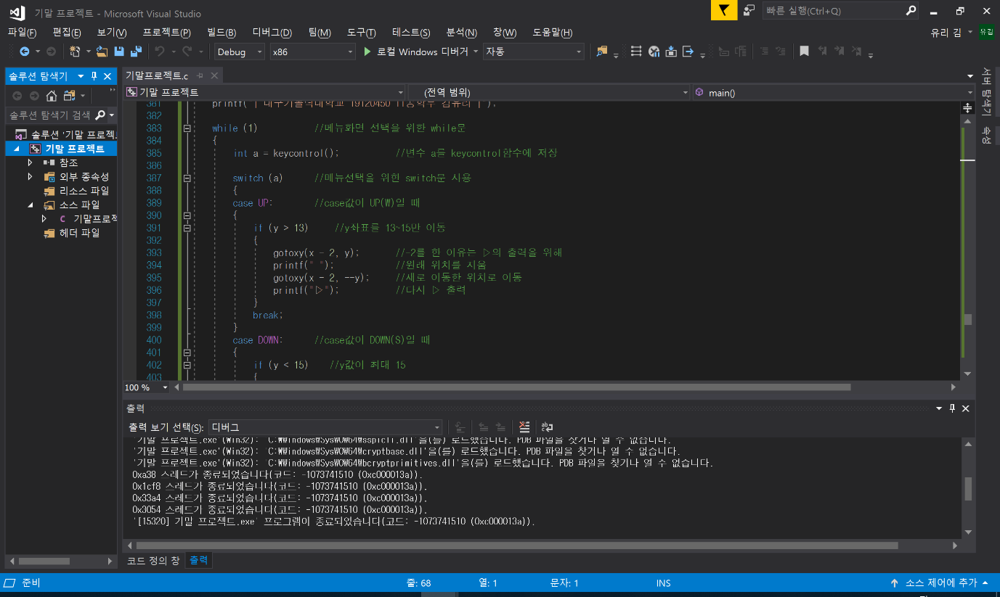 기말 프로젝트 - Microsoft Visual Studio
빠른 실행(Ctrl+Q)
파일(F) 편집(E) 보기(V) 프로젝트(P) 빌드(B) 디버그(D) 팀(M) 도구(T) 테스트(S) 분석(N) 창(W) 도움말(H)
유리 김 유김
Debug x86 로컬 Windows 디버거 자동
솔루션 탐색기
솔루션 탐색기 검색
솔루션 '기말 프로젝
기말 프로젝트
참조
외부 종속성
리소스 파일
소스 파일
기말프로젝
헤더 파일
기말프로젝트.c
기말 프로젝트 (전역 범위) main()
381 printf("| 대구가톨릭대학교 19120450 IT공학부 김유리 |");
382
383 while (1) //메뉴화면 선택을 위한 while문
384 {
385 int a = keycontrol(); //변수 a를 keycontrol함수에 저장
386
387 switch (a) //메뉴선택을 위한 switch문 사용
388 {
389 case UP: //case값이 UP(W)일 때
390 {
391 if (y > 13) //y좌표를 13~15만 이동
392 {
393 gotoxy(x - 2, y); //-2를 한 이유는 ▷의 출력을 위해
394 printf(" "); //원래 위치를 지움
395 gotoxy(x - 2, --y); //새로 이동한 위치로 이동
396 printf("▷"); //다시 ▷ 출력
397 }
398 break;
399 }
400 case DOWN: //case값이 DOWN(S)일 때
401 {
402 if (y < 15) //y값이 최대 15
403 {
100 %
출력
출력 보기 선택(S): 디버그
'기말 프로젝트.exe'(Win32): 'C:\Windows\SysWOW64\sspicli.dll'을(를) 로드했습니다. PDB 파일을 찾거나 열 수 없습니다.
'기말 프로젝트.exe'(Win32): 'C:\Windows\SysWOW64\cryptbase.dll'을(를) 로드했습니다. PDB 파일을 찾거나 열 수 없습니다.
'기말 프로젝트.exe'(Win32): 'C:\Windows\SysWOW64\bcryptprimitives.dll'을(를) 로드했습니다. PDB 파일을 찾거나 열 수 없습니다.
0xa38 스레드가 종료되었습니다(코드: -1073741510 (0xc000013a)).
0x1cf8 스레드가 종료되었습니다(코드: -1073741510 (0xc000013a)).
0x33a4 스레드가 종료되었습니다(코드: -1073741510 (0xc000013a)).
0x3054 스레드가 종료되었습니다(코드: -1073741510 (0xc000013a)).
'[15320] 기말 프로젝트.exe' 프로그램이 종료되었습니다(코드: -1073741510 (0xc000013a)).
코드 정의 창 출력
서버 탐색기
속성
준비 줄: 68 열: 1 문자: 1 INS 소스 제어에 추가